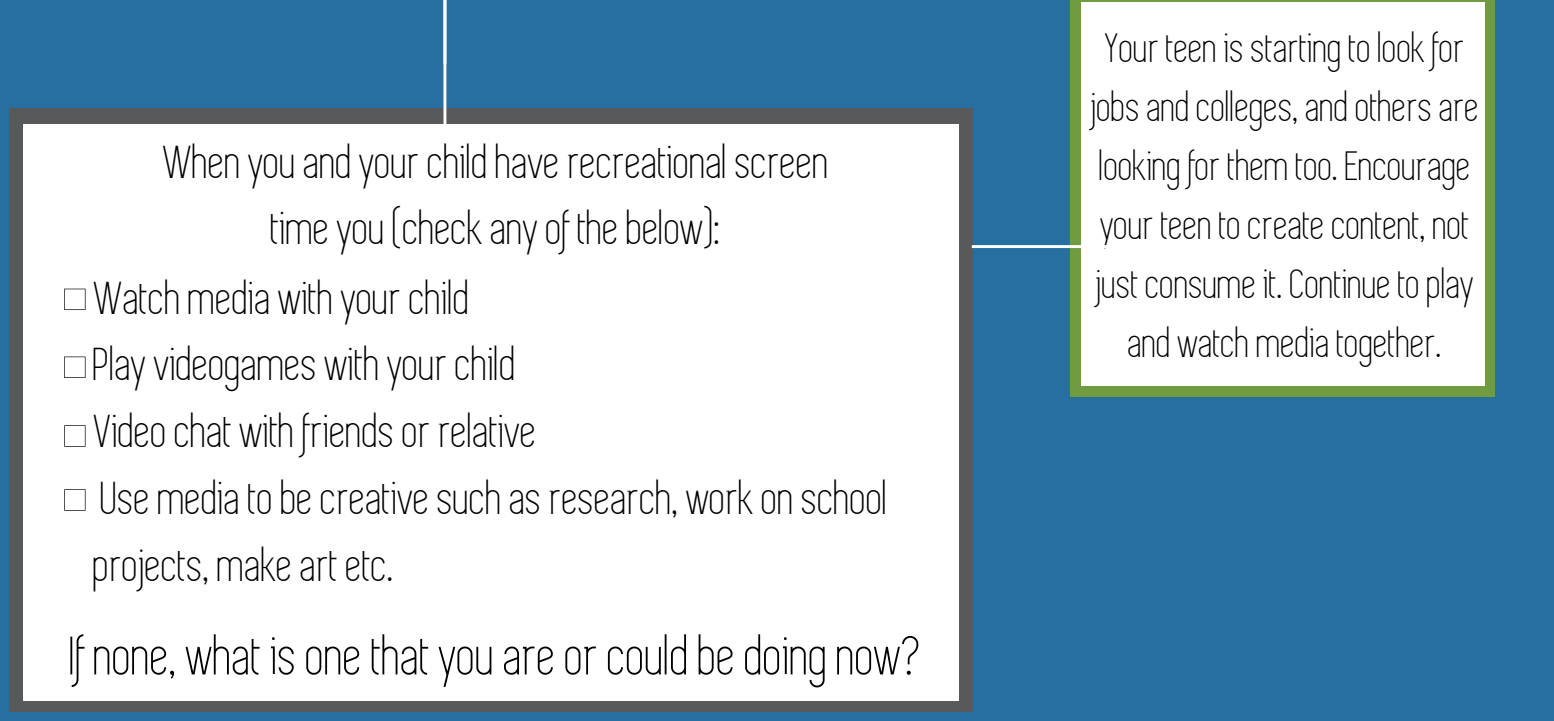 When you and your child have recreational screen
time you (check any of the below):
□ Watch media with your child
□ Play videogames with your child
□ Video chat with friends or relative
□ Use media to be creative such as research, work on school
projects, make art etc.
If none, what is one that you are or could be doing now?
Your teen is starting to look for
jobs and colleges, and others are
looking for them too. Encourage
your teen to create content, not
just consume it. Continue to play
and watch media together.